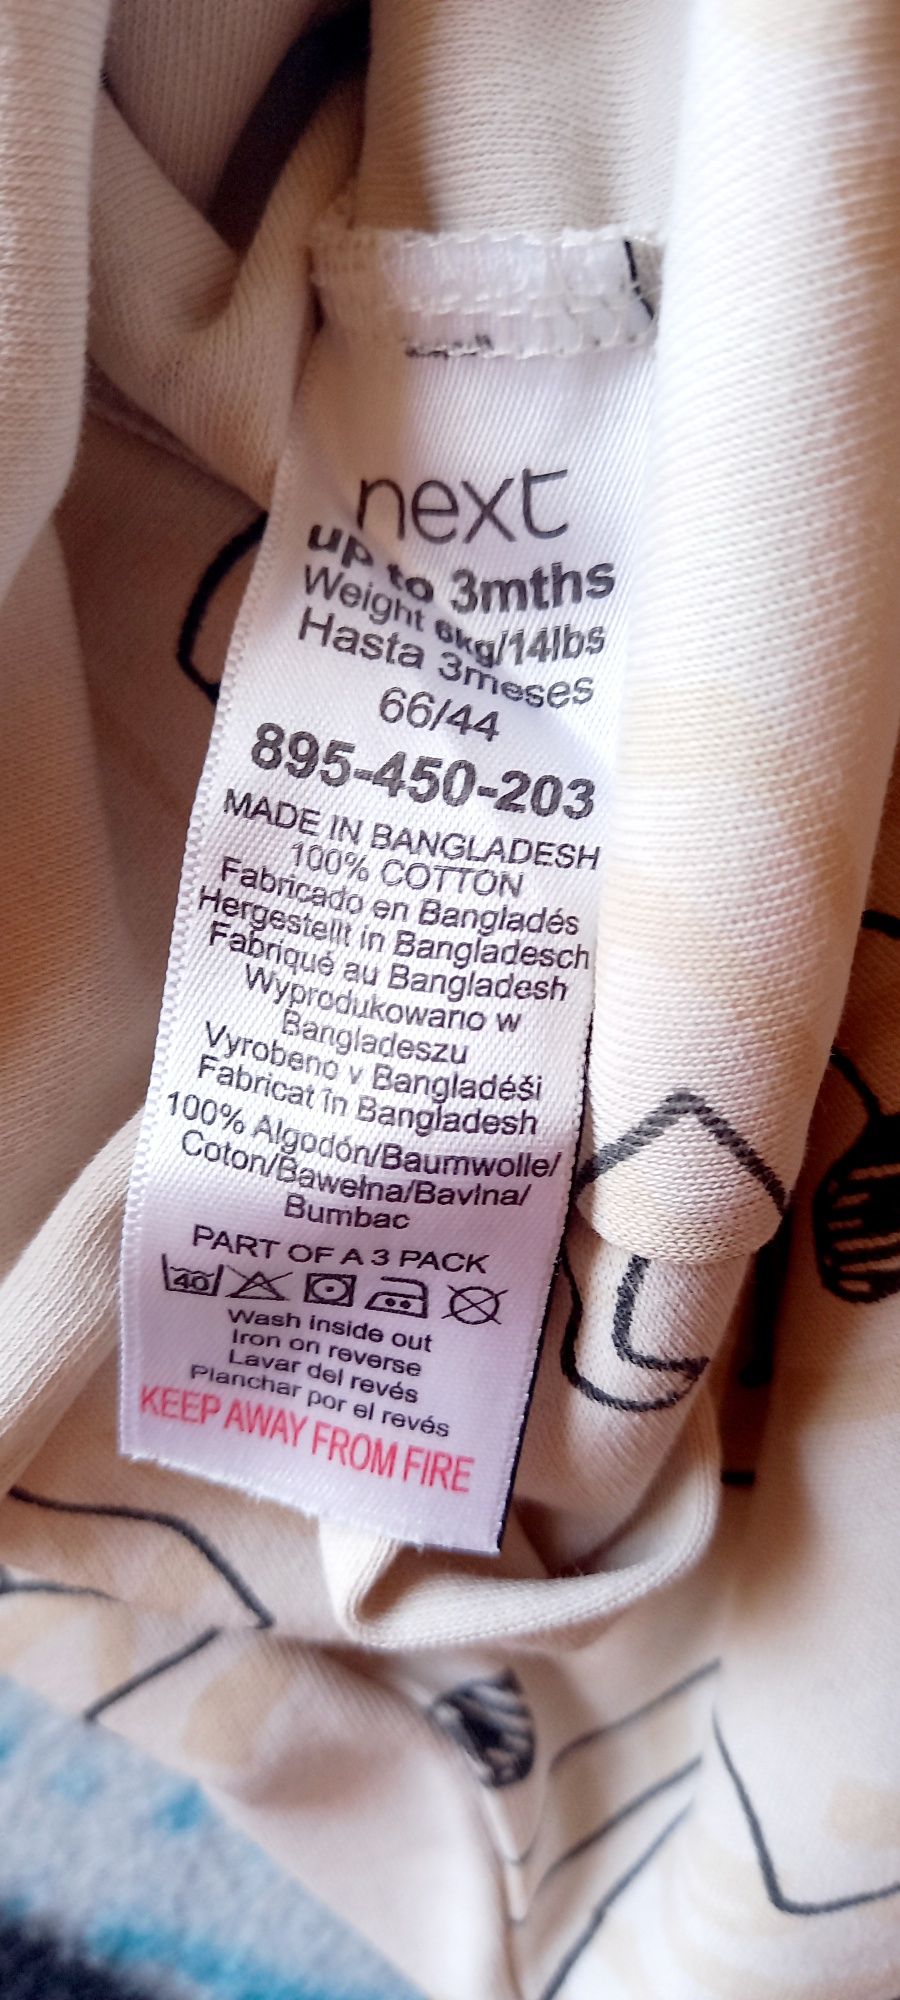 next
up to 3mths
Weight 6kg/14lbs
Hasta 3meses
66/44
895-450-203
MADE IN BANGLADESH
100% COTTON
Fabricado en Bangladés
Hergestellt in Bangladesch
Fabriqué au Bangladesh
Wyprodukowano w
Bangladeszu
Vyrobeno v Bangladéši
Fabricat în Bangladesh
100% Algodón/Baumwolle/
Coton/Bawełna/Bavlna/
Bumbac
PART OF A 3 PACK
40
Wash inside out
Iron on reverse
Lavar del revés
Planchar por el revés
KEEP AWAY FROM FIRE